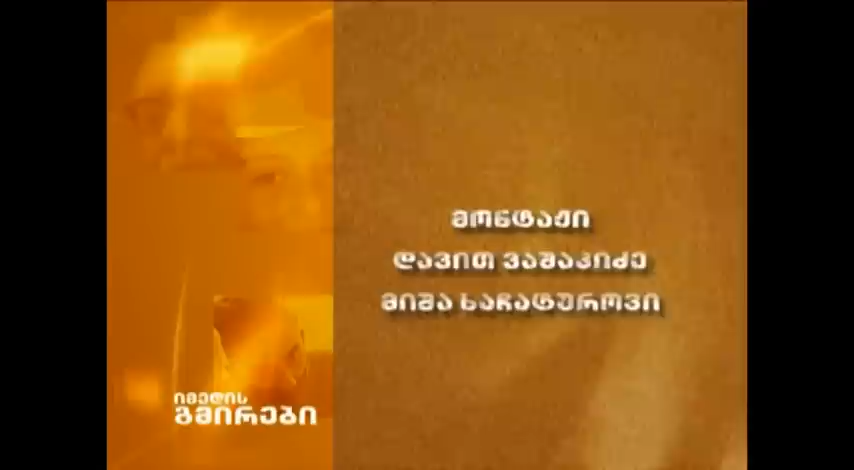 მონტაჟი
დავით ვაშაკიძე
მიშა ხაჩატუროვი
იმედის
გმირები